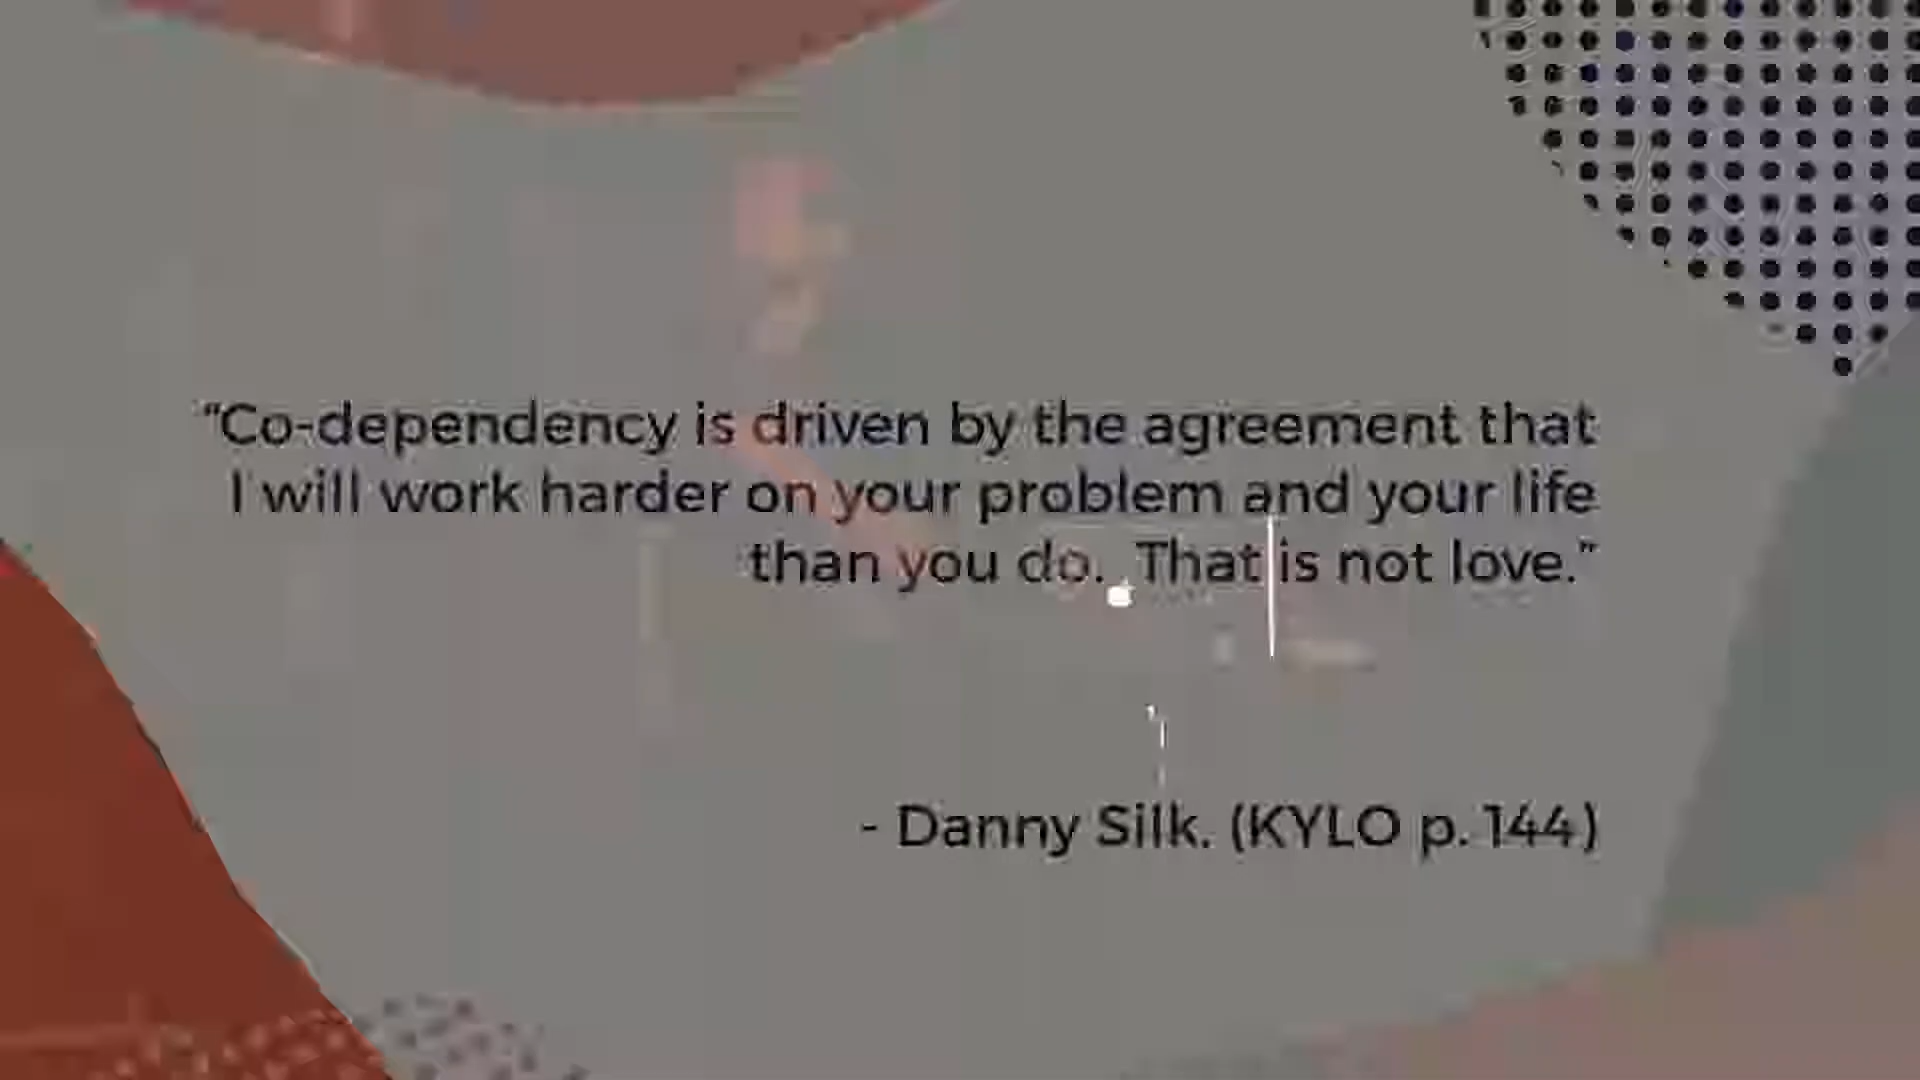 “Co-dependency is driven by the agreement that
I will work harder on your problem and your life
than you do. That is not love.”
- Danny Silk. (KYLO p. 144)